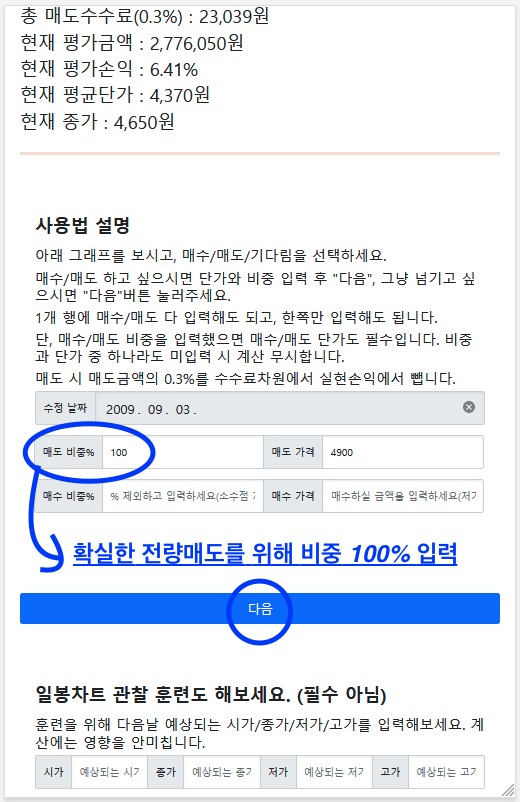 총 매도수수료(0.3%) : 23,039원
현재 평가금액 : 2,776,050원
현재 평가손익 : 6.41%
현재 평균단가 : 4,370원
현재 종가 : 4,650원
사용법 설명
아래 그래프를 보시고, 매수/매도/기다림을 선택하세요.
매수/매도 하고 싶으시면 단가와 비중 입력 후 "다음", 그냥 넘기고 싶
으시면 "다음"버튼 눌러주세요.
1개 행에 매수/매도 다 입력해도 되고, 한쪽만 입력해도 됩니다.
단, 매수/매도 비중을 입력했으면 매수/매도 단가도 필수입니다. 비중
과 단가 중 하나라도 미입력 시 계산 무시합니다.
매도 시 매도금액의 0.3%를 수수료차원에서 실현손익에서 뺍니다.
수정 날짜 2009. 09. 03.
매도 비중% 100 매도 가격 4900
매수 비중% % 제외하고 입력하세요(소수점 매수 가격 매수하실 금액을 입력하세요(저가
확실한 전량매도를 위해 비중 100% 입력
다음
일봉차트 관찰 훈련도 해보세요. (필수 아님)
훈련을 위해 다음날 예상되는 시가/종가/저가/고가를 입력해보세요. 계
산에는 영향을 안미칩니다.
시가 예상되는 시가 종가 예상되는 종가 저가 예상되는 저가 고가 예상되는 고가